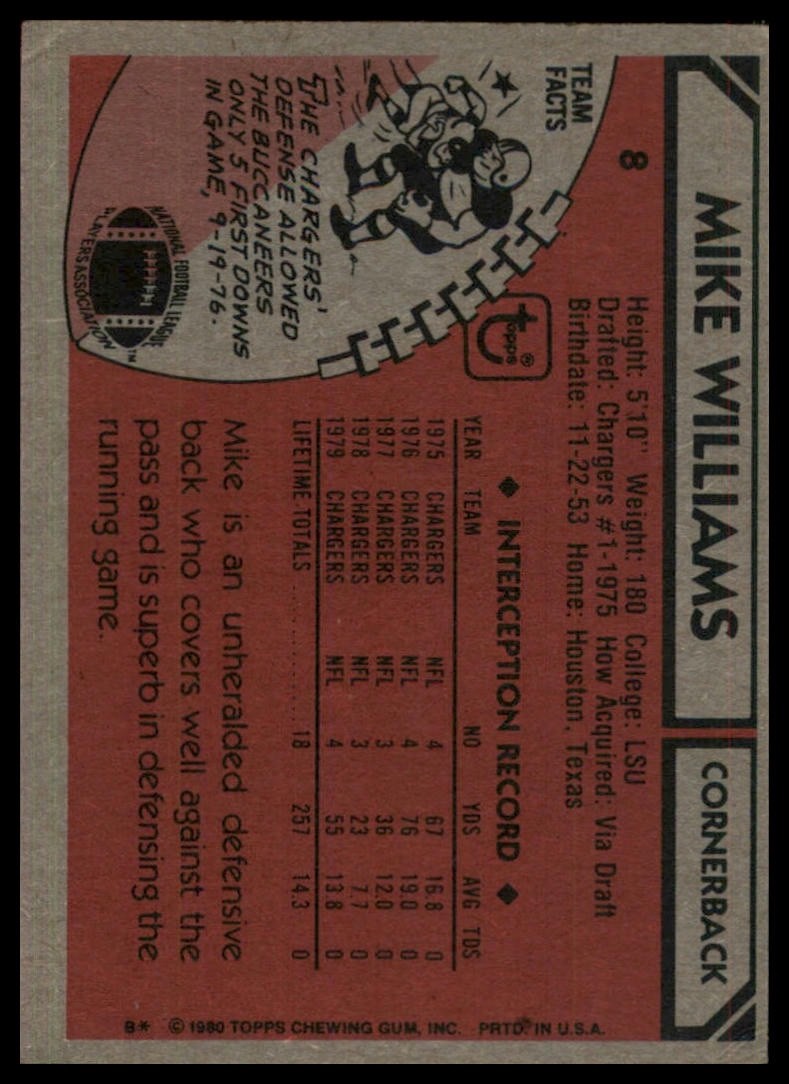 MIKE WILLIAMS
CORNERBACK
8
Height: 5'10" Weight: 180 College: LSU
Drafted: Chargers #1-1975 How Acquired: Via Draft
Birthdate: 11-22-53 Home: Houston, Texas
TEAM
FACTS
THE CHARGERS'
DEFENSE ALLOWED
THE BUCCANEERS
ONLY 5 FIRST DOWNS
IN GAME, 9-19-76.
NATIONAL FOOTBALL LEAGUE
PLAYERS ASSOCIATION
™
topps®
◆ INTERCEPTION RECORD ◆
YEAR TEAM NO YDS AVG TDS
1975 CHARGERS NFL 4 67 16.8 0
1976 CHARGERS NFL 4 76 19.0 0
1977 CHARGERS NFL 3 36 12.0 0
1978 CHARGERS NFL 3 23 7.7 0
1979 CHARGERS NFL 4 55 13.8 0
LIFETIME TOTALS ............ 18 257 14.3 0
Mike is an unheralded defensive
back who covers well against the
pass and is superb in defensing the
running game.
B* © 1980 TOPPS CHEWING GUM, INC. PRTD. IN U.S.A.